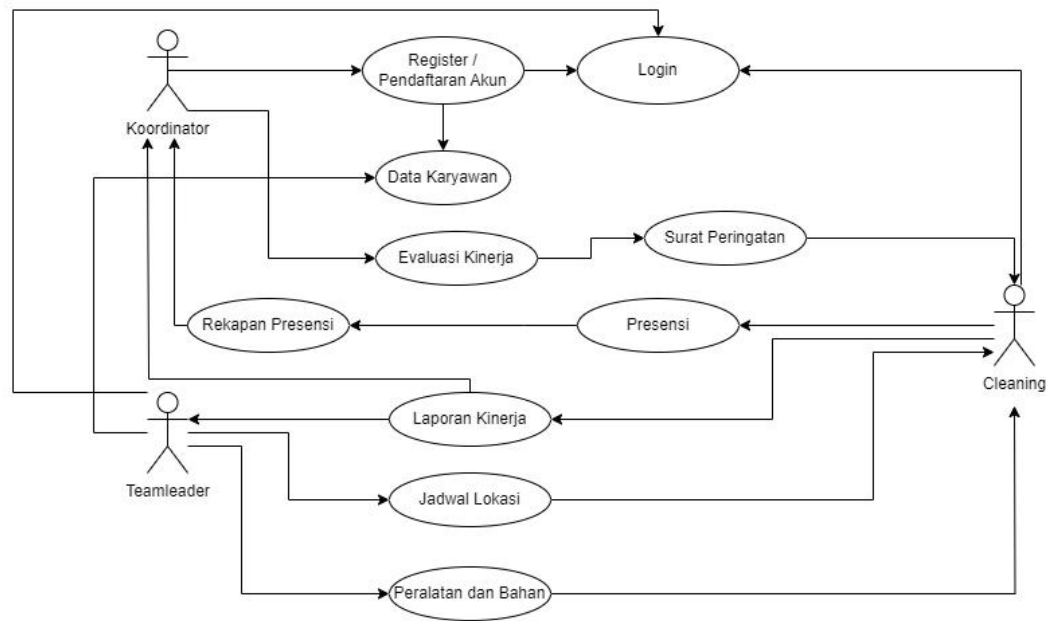 Register /
Pendaftaran Akun
Login
Koordinator
Data Karyawan
Surat Peringatan
Evaluasi Kinerja
Rekapan Presensi
Presensi
Cleaning
Laporan Kinerja
Teamleader
Jadwal Lokasi
Peralatan dan Bahan